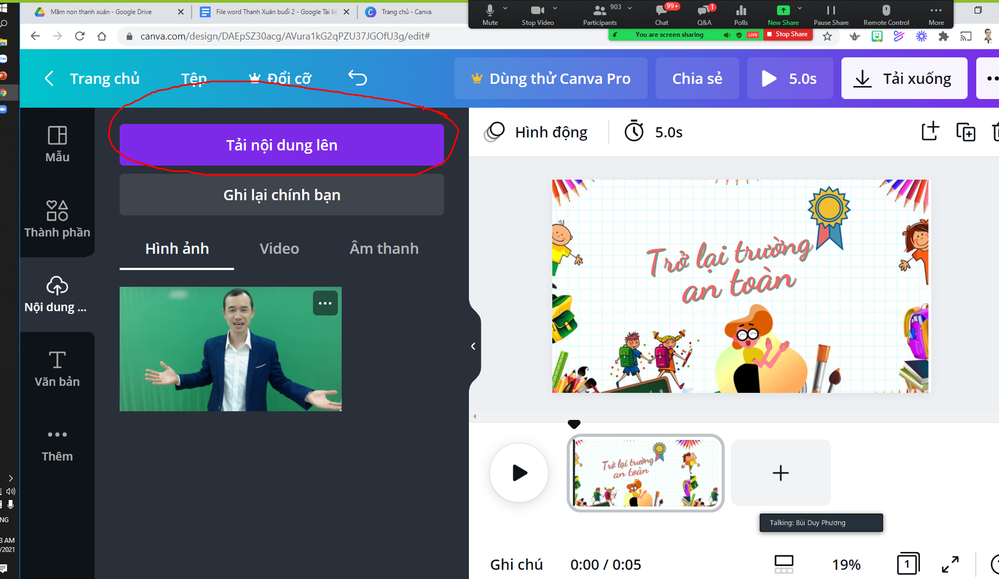 Mầm non thanh xuân - Google Drive
File word Thanh Xuân buổi 2 - Google Tài liệ
Trang chủ - Canva
Mute
Stop Video
903
Participants
99+
Chat
1
Q&A
Polls
New Share
Pause Share
Remote Control
More
canva.com/design/DAEpSZ30acg/AVura1kG2qPZU37JGOfU3g/edit#
You are screen sharing
LIVE
Stop Share
Trang chủ
Tệp
Đổi cỡ
Dùng thử Canva Pro
Chia sẻ
5.0s
Tải xuống
Mẫu
Thành phần
Nội dung ...
Văn bản
Thêm
Tải nội dung lên
Ghi lại chính bạn
Hình ảnh
Video
Âm thanh
Hình động
5.0s
Trở lại trường
an toàn
Trở lại trường
an toàn
Talking: Bùi Duy Phương
Ghi chú
0:00 / 0:05
19%
1
Zalo
NG
3 AM
/2021